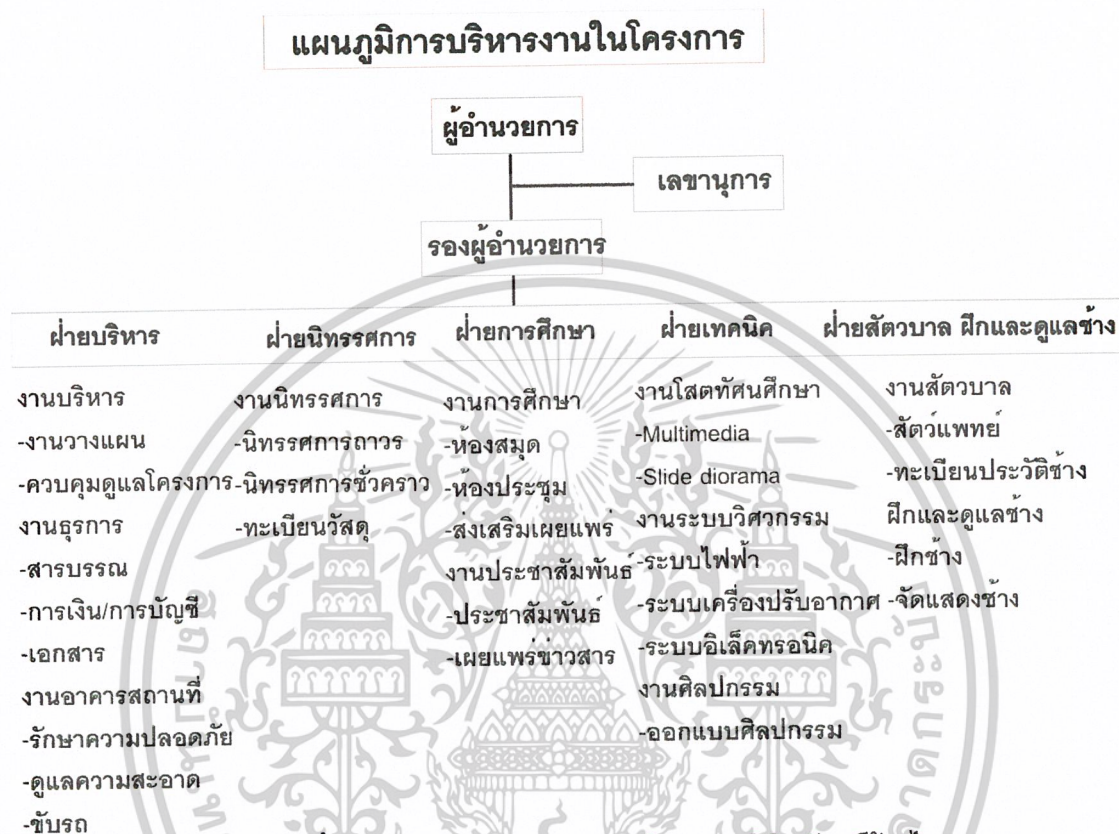 แผนภูมิการบริหารงานในโครงการ
ผู้อำนวยการ
เลขานุการ
รองผู้อำนวยการ
ฝ่ายบริหาร
งานบริหาร
-งานวางแผน
-ควบคุมดูแลโครงการ
งานธุรการ
-สารบรรณ
-การเงิน/การบัญชี
-เอกสาร
งานอาคารสถานที่
-รักษาความปลอดภัย
-ดูแลความสะอาด
-ขับรถ
ฝ่ายนิทรรศการ
งานนิทรรศการ
-นิทรรศการถาวร
-นิทรรศการชั่วคราว
-ทะเบียนวัสดุ
ฝ่ายการศึกษา
งานการศึกษา
-ห้องสมุด
-ห้องประชุม
-ส่งเสริมเผยแพร่
งานประชาสัมพันธ์
-ประชาสัมพันธ์
-เผยแพร่ข่าวสาร
ฝ่ายเทคนิค
งานโสตทัศนศึกษา
-Multimedia
-Slide diorama
งานระบบวิศวกรรม
-ระบบไฟฟ้า
-ระบบเครื่องปรับอากาศ
-ระบบอิเล็คทรอนิค
งานศิลปกรรม
-ออกแบบศิลปกรรม
ฝ่ายสัตวบาล ฝึกและดูแลช้าง
งานสัตวบาล
-สัตว์แพทย์
-ทะเบียนประวัติช้าง
ฝึกและดูแลช้าง
-ฝึกช้าง
-จัดแสดงช้าง